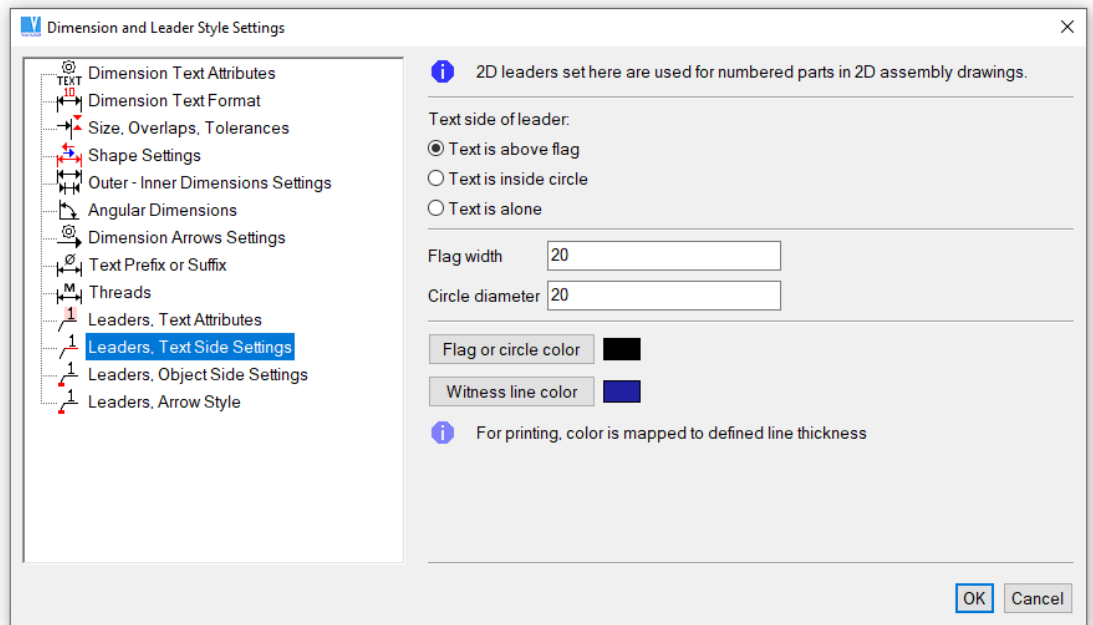 Dimension and Leader Style Settings
TEXT Dimension Text Attributes
10 Dimension Text Format
Size, Overlaps, Tolerances
Shape Settings
Outer - Inner Dimensions Settings
Angular Dimensions
Dimension Arrows Settings
Ø Text Prefix or Suffix
M Threads
1 Leaders, Text Attributes
1 Leaders, Text Side Settings
1 Leaders, Object Side Settings
1 Leaders, Arrow Style
i 2D leaders set here are used for numbered parts in 2D assembly drawings.
Text side of leader:
Text is above flag
Text is inside circle
Text is alone
Flag width 20
Circle diameter 20
Flag or circle color
Witness line color
i For printing, color is mapped to defined line thickness
OK Cancel